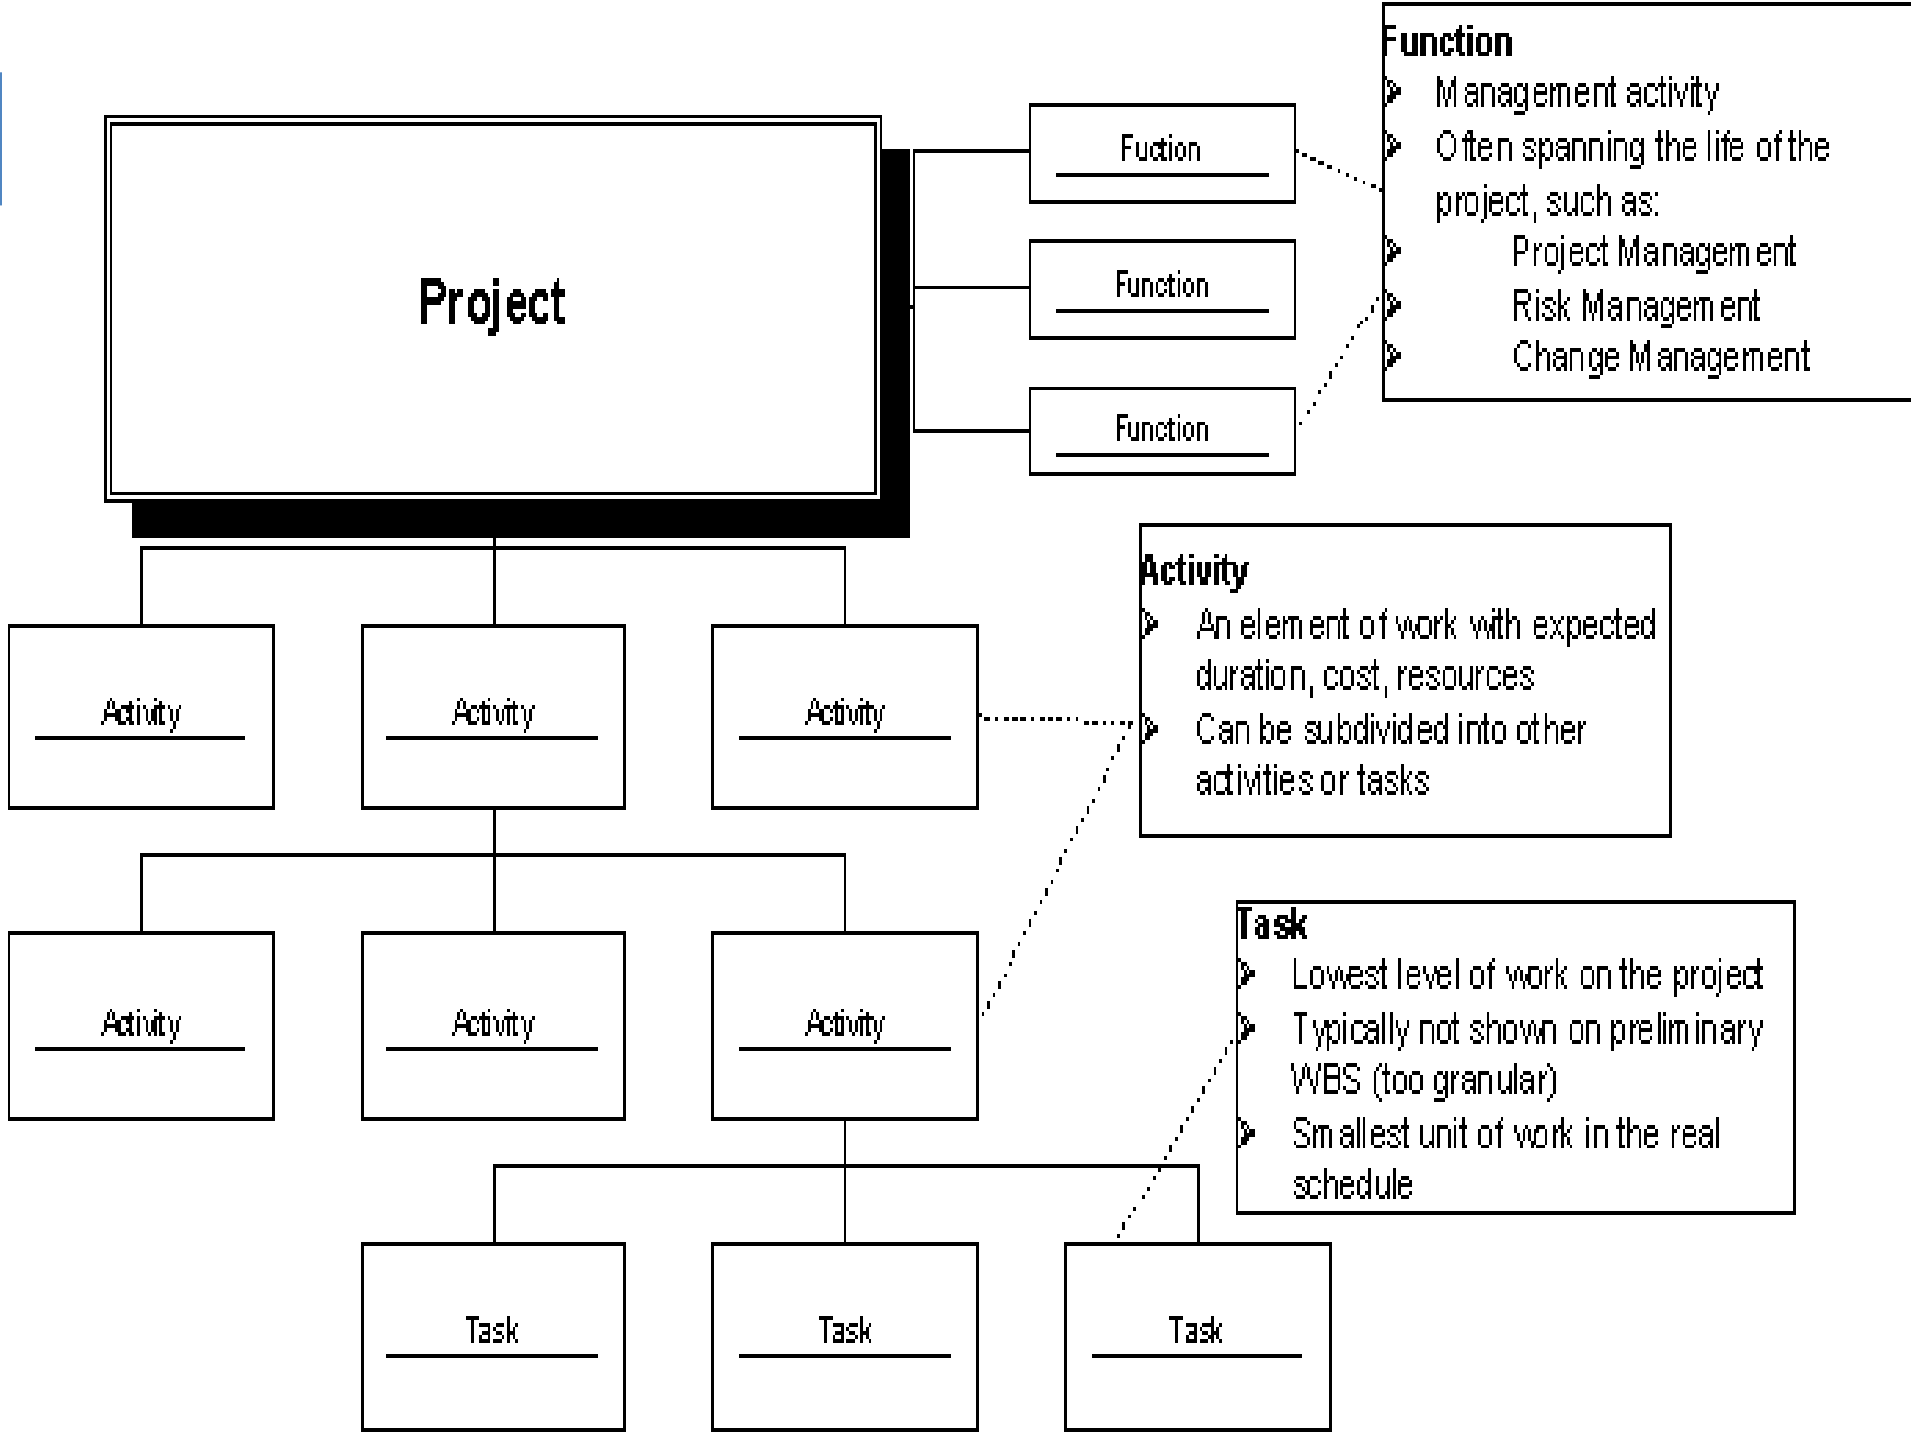 Function
Management activity
Often spanning the life of the
project, such as:
Project Management
Risk Management
Change Management
Project
Fuction
Function
Function
Activity
An element of work with expected
duration, cost, resources
Can be subdivided into other
activities or tasks
Activity
Activity
Activity
Activity
Activity
Activity
Task
Lowest level of work on the project
Typically not shown on preliminary
WBS (too granular)
Smallest unit of work in the real
schedule
Task
Task
Task